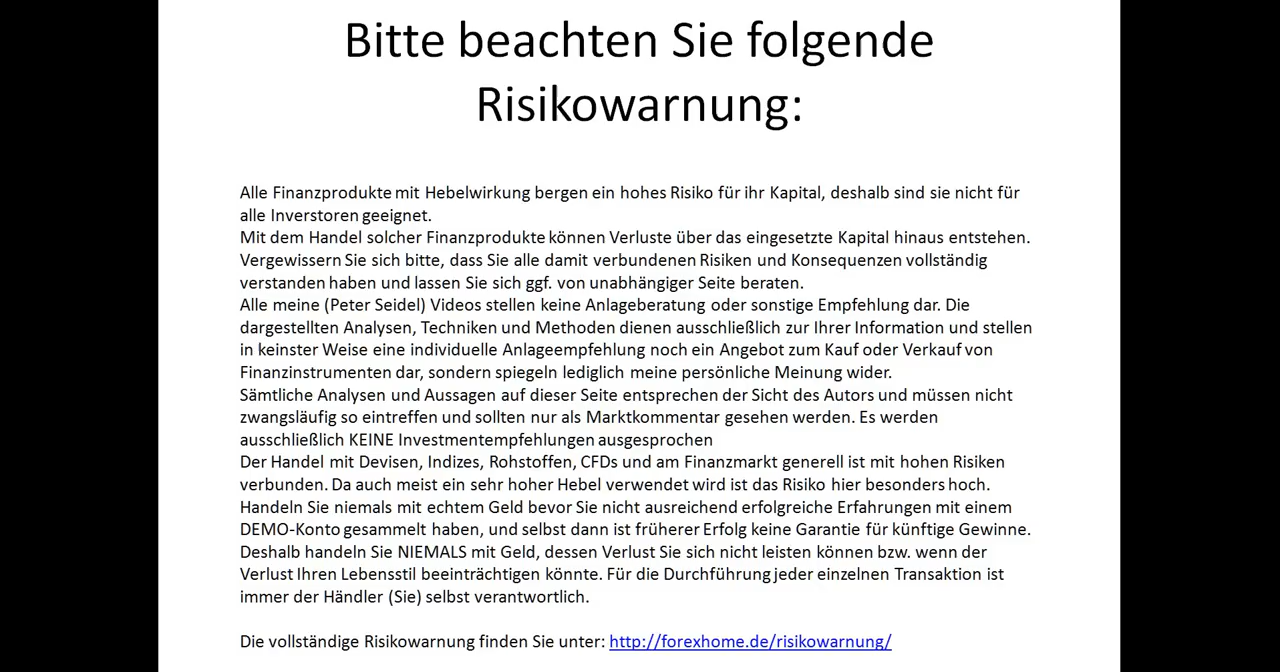 Bitte beachten Sie folgende
Risikowarnung:
Alle Finanzprodukte mit Hebelwirkung bergen ein hohes Risiko für ihr Kapital, deshalb sind sie nicht für
alle Inverstoren geeignet.
Mit dem Handel solcher Finanzprodukte können Verluste über das eingesetzte Kapital hinaus entstehen.
Vergewissern Sie sich bitte, dass Sie alle damit verbundenen Risiken und Konsequenzen vollständig
verstanden haben und lassen Sie sich ggf. von unabhängiger Seite beraten.
Alle meine (Peter Seidel) Videos stellen keine Anlageberatung oder sonstige Empfehlung dar. Die
dargestellten Analysen, Techniken und Methoden dienen ausschließlich zur Ihrer Information und stellen
in keinster Weise eine individuelle Anlageempfehlung noch ein Angebot zum Kauf oder Verkauf von
Finanzinstrumenten dar, sondern spiegeln lediglich meine persönliche Meinung wider.
Sämtliche Analysen und Aussagen auf dieser Seite entsprechen der Sicht des Autors und müssen nicht
zwangsläufig so eintreffen und sollten nur als Marktkommentar gesehen werden. Es werden
ausschließlich KEINE Investmentempfehlungen ausgesprochen
Der Handel mit Devisen, Indizes, Rohstoffen, CFDs und am Finanzmarkt generell ist mit hohen Risiken
verbunden. Da auch meist ein sehr hoher Hebel verwendet wird ist das Risiko hier besonders hoch.
Handeln Sie niemals mit echtem Geld bevor Sie nicht ausreichend erfolgreiche Erfahrungen mit einem
DEMO-Konto gesammelt haben, und selbst dann ist früherer Erfolg keine Garantie für künftige Gewinne.
Deshalb handeln Sie NIEMALS mit Geld, dessen Verlust Sie sich nicht leisten können bzw. wenn der
Verlust Ihren Lebensstil beeinträchtigen könnte. Für die Durchführung jeder einzelnen Transaktion ist
immer der Händler (Sie) selbst verantwortlich.
Die vollständige Risikowarnung finden Sie unter: http://forexhome.de/risikowarnung/